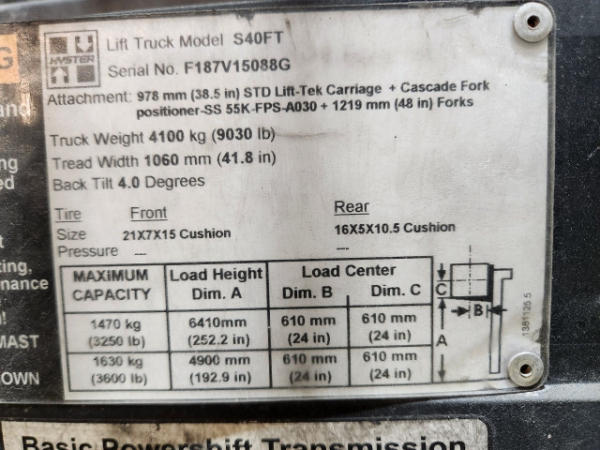 G
HYSTER
Lift Truck Model S40FT
Serial No. F187V15088G
and
Attachment: 978 mm (38.5 in) STD Lift-Tek Carriage + Cascade Fork
positioner-SS 55K-FPS-A030 + 1219 mm (48 in) Forks
Truck Weight 4100 kg (9030 lb)
Tread Width 1060 mm (41.8 in)
Back Tilt 4.0 Degrees
ing
ed
Tire Front Rear
Size 21X7X15 Cushion 16X5X10.5 Cushion
Pressure --- ---
t
ting,
nance
MAXIMUM CAPACITY Load Height Dim. A Load Center Dim. B Dim. C
1470 kg (3250 lb) 6410mm (252.2 in) 610 mm (24 in) 610 mm (24 in)
1630 kg (3600 lb) 4900 mm (192.9 in) 610 mm (24 in) 610 mm (24 in)
C
B
A
MAST
OWN
Basic Powershift Transmission